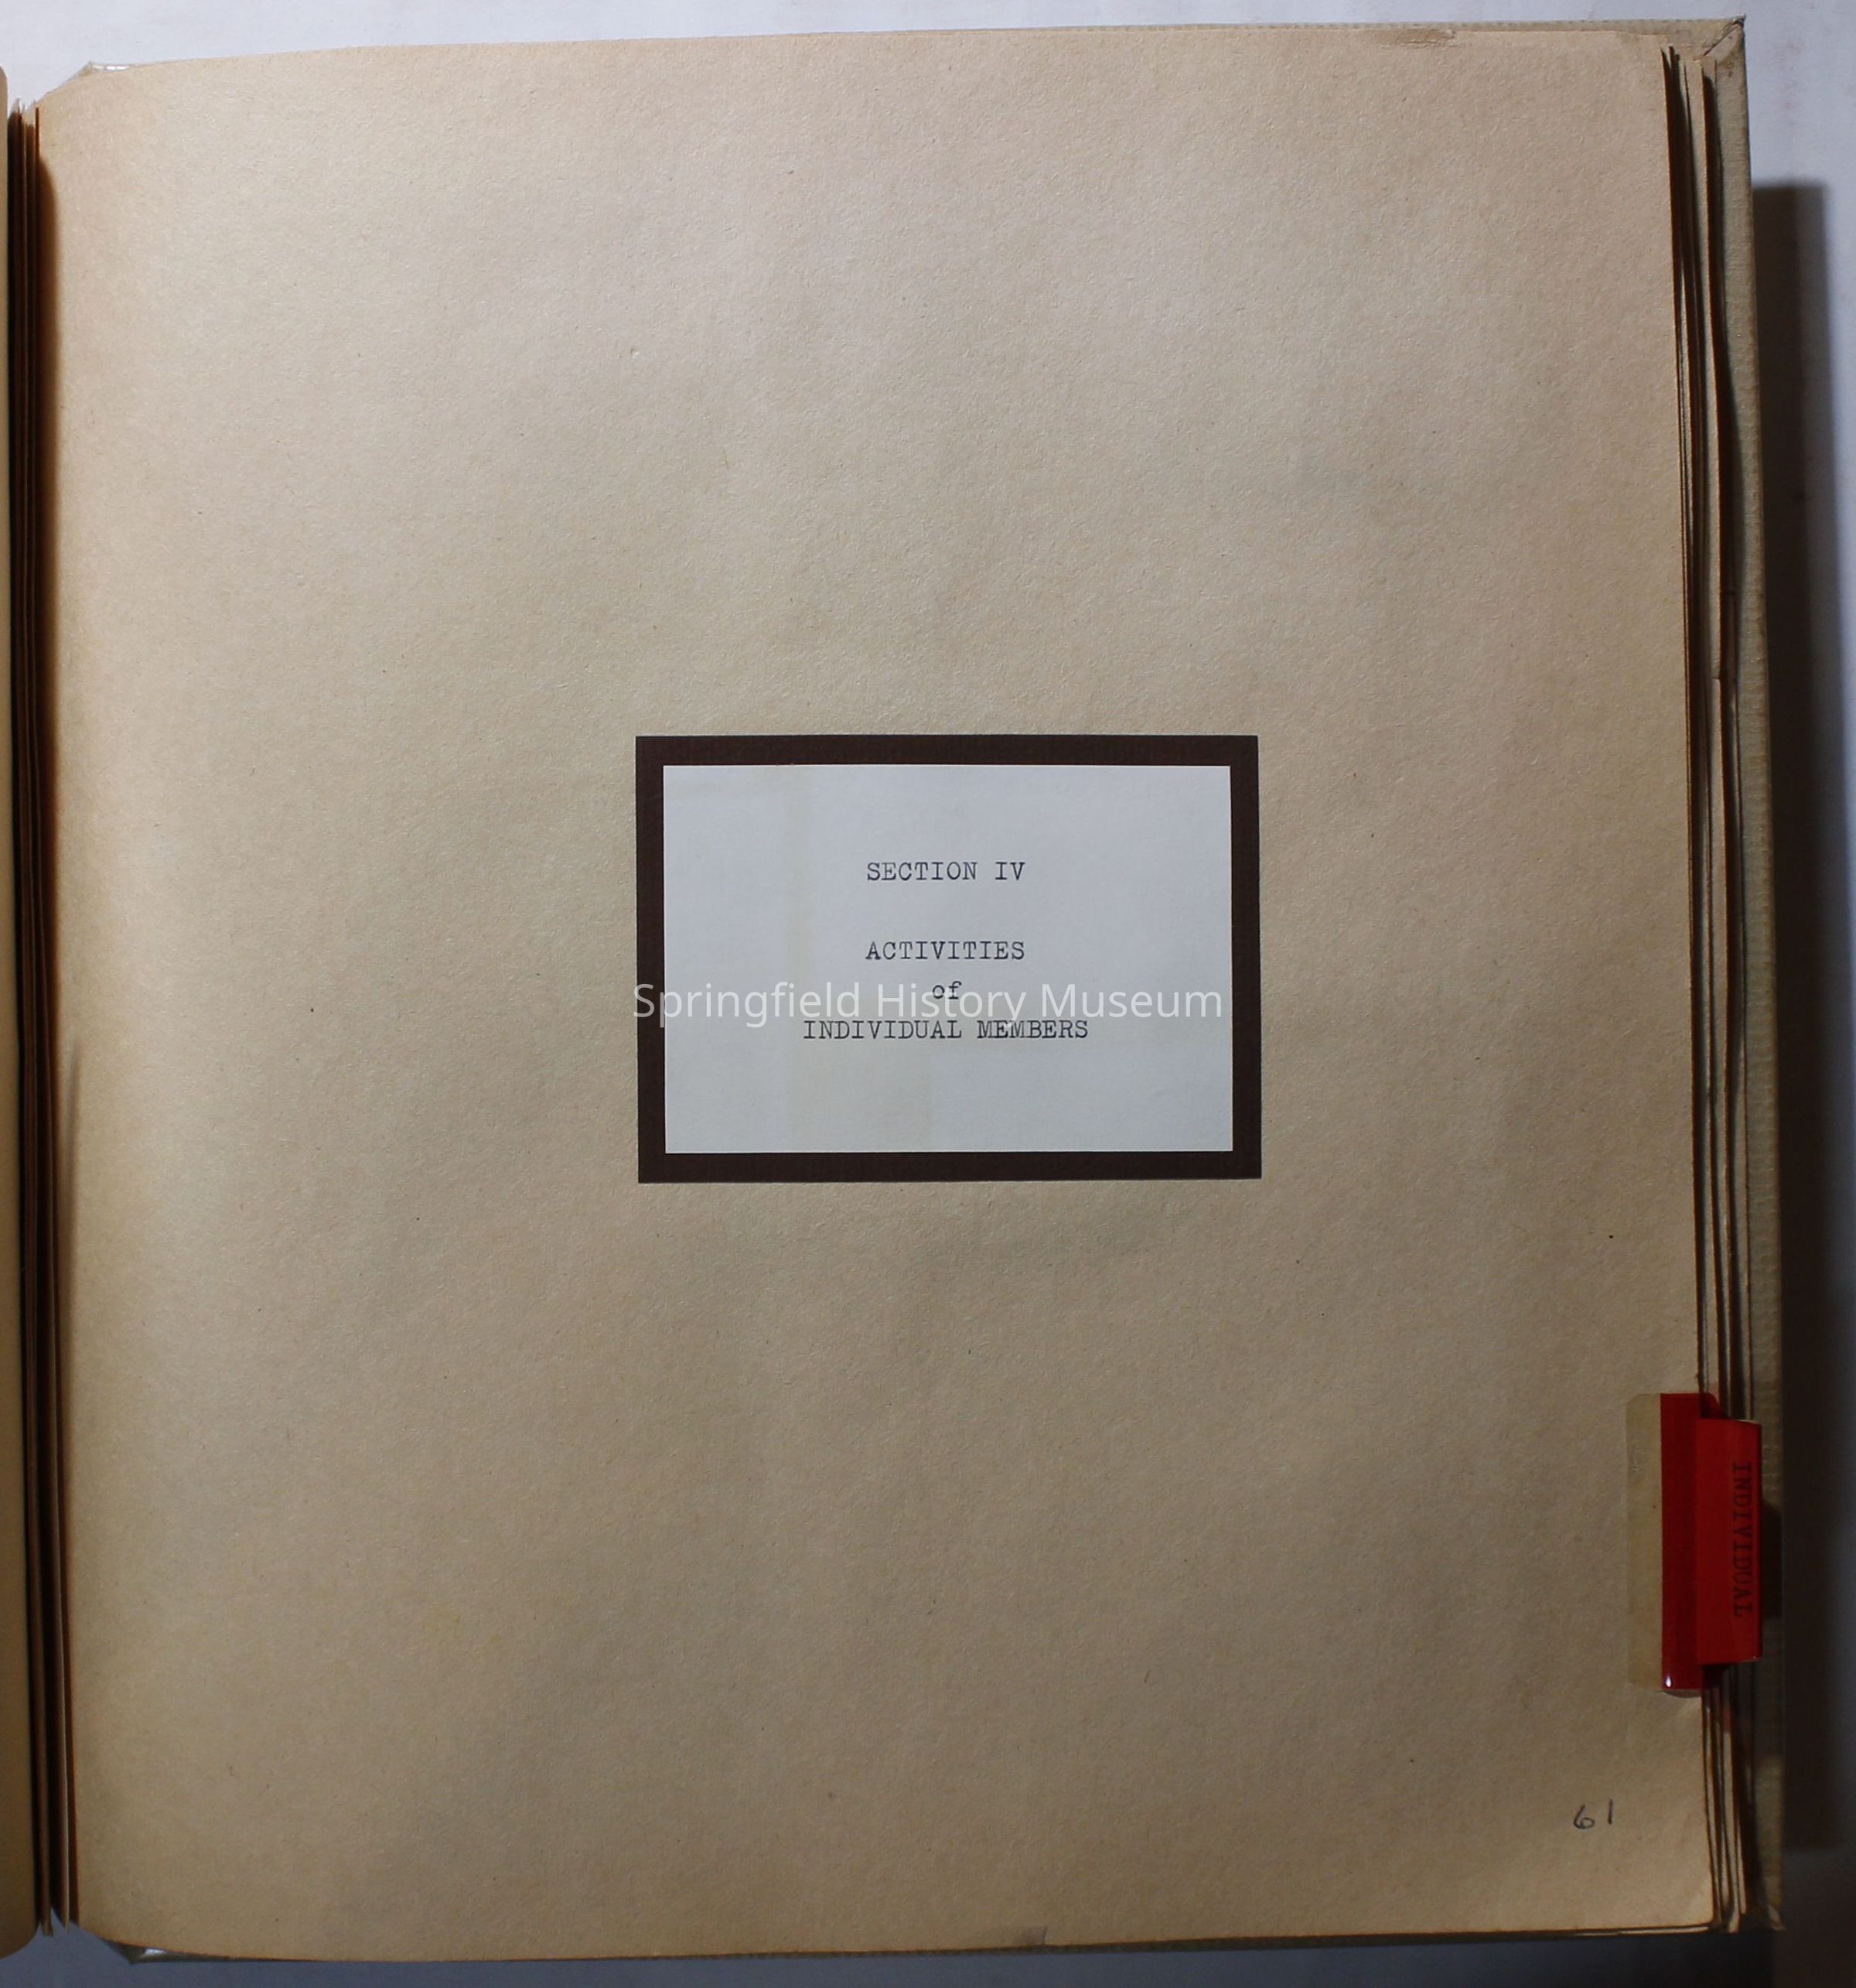 SECTION IV
ACTIVITIES
of
Springfield History Museum
INDIVIDUAL MEMBERS
INDIVIDUAL
61